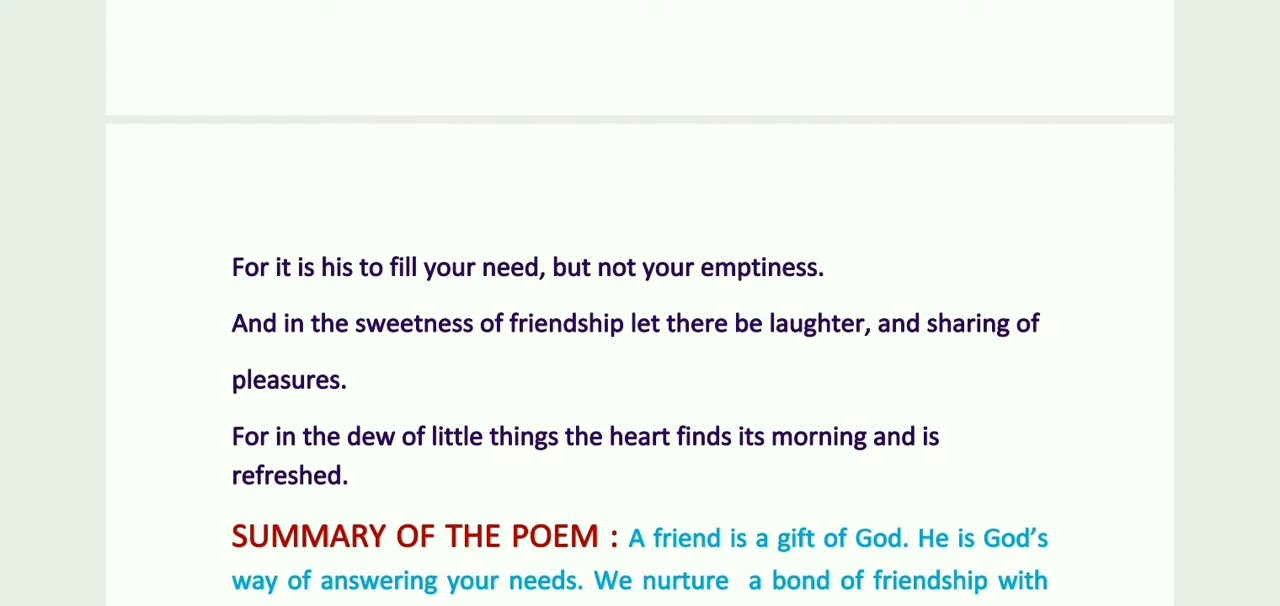 For it is his to fill your need, but not your emptiness.
And in the sweetness of friendship let there be laughter, and sharing of
pleasures.
For in the dew of little things the heart finds its morning and is
refreshed.
SUMMARY OF THE POEM : A friend is a gift of God. He is God’s
way of answering your needs. We nurture a bond of friendship with